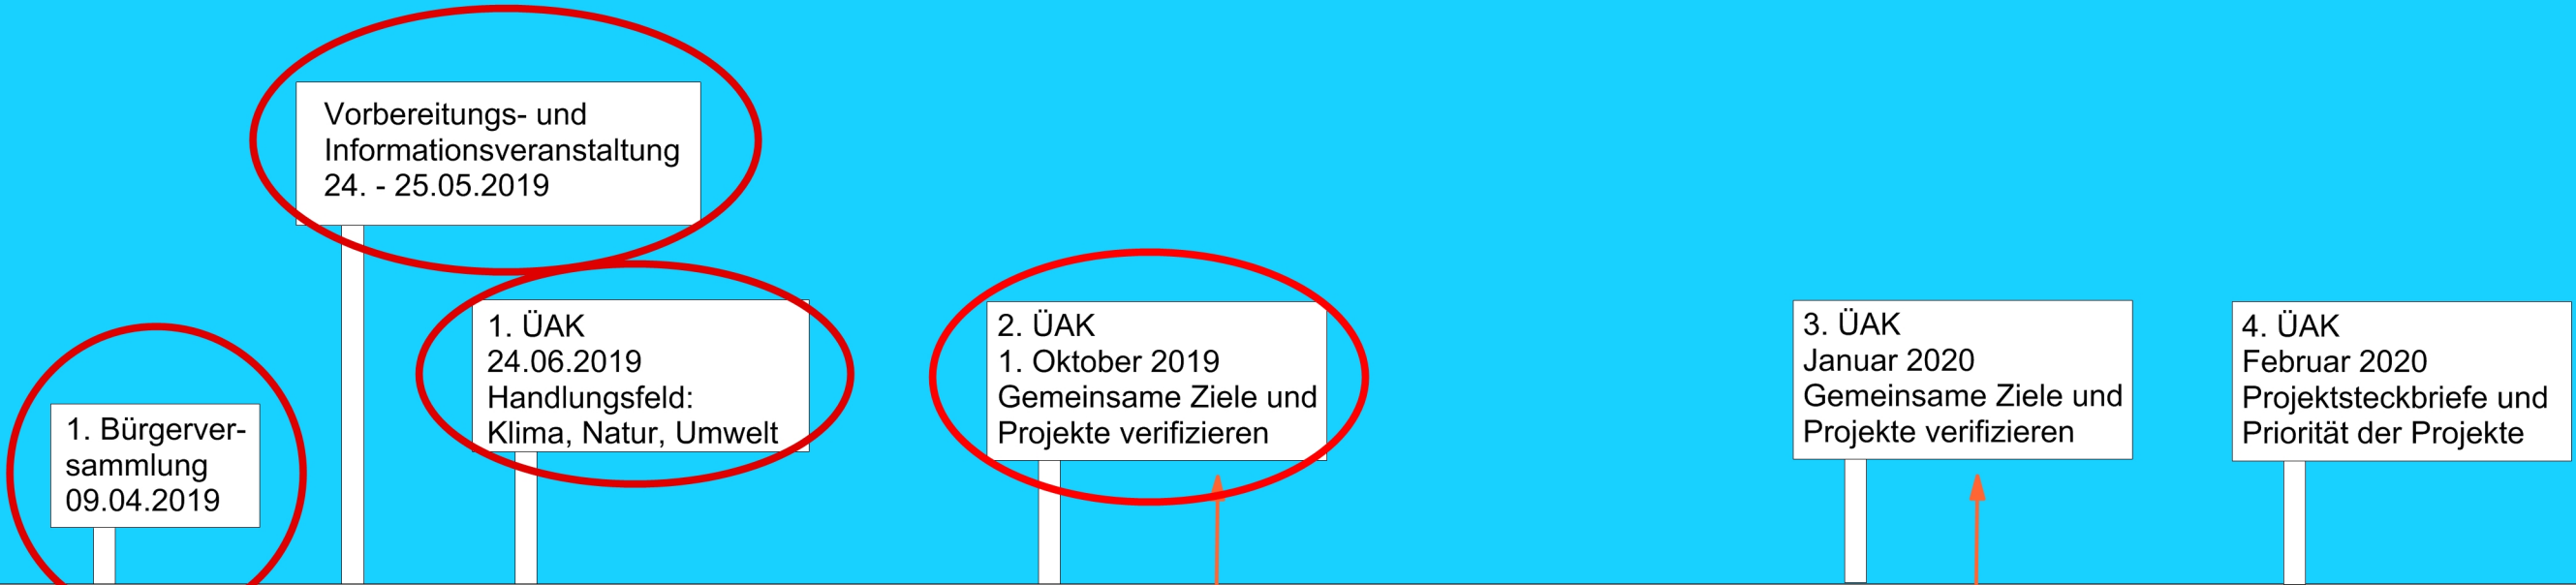 Vorbereitungs- und
Informationsveranstaltung
24. - 25.05.2019
1. Bürgerver-
sammlung
09.04.2019
1. ÜAK
24.06.2019
Handlungsfeld:
Klima, Natur, Umwelt
2. ÜAK
1. Oktober 2019
Gemeinsame Ziele und
Projekte verifizieren
3. ÜAK
Januar 2020
Gemeinsame Ziele und
Projekte verifizieren
4. ÜAK
Februar 2020
Projektsteckbriefe und
Priorität der Projekte